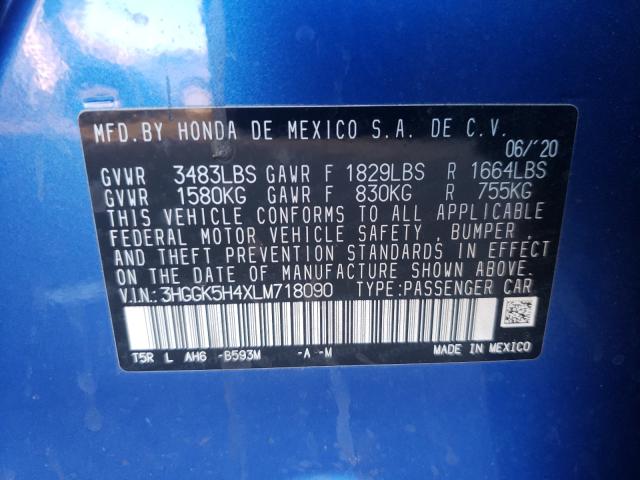 MFD.BY HONDA DE MEXICO S.A. DE C.V.
06/'20
GVWR 3483LBS GAWR F 1829LBS R 1664LBS
GVWR 1580KG GAWR F 830KG R 755KG
THIS VEHICLE CONFORMS TO ALL APPLICABLE
FEDERAL MOTOR VEHICLE SAFETY, BUMPER,
AND THEFT PREVENTION STANDARDS IN EFFECT
ON THE DATE OF MANUFACTURE SHOWN ABOVE.
V.I.N.: 3HGGK5H4XLM718090 TYPE:PASSENGER CAR
T5R L AH6 -B593M -A -M MADE IN MEXICO